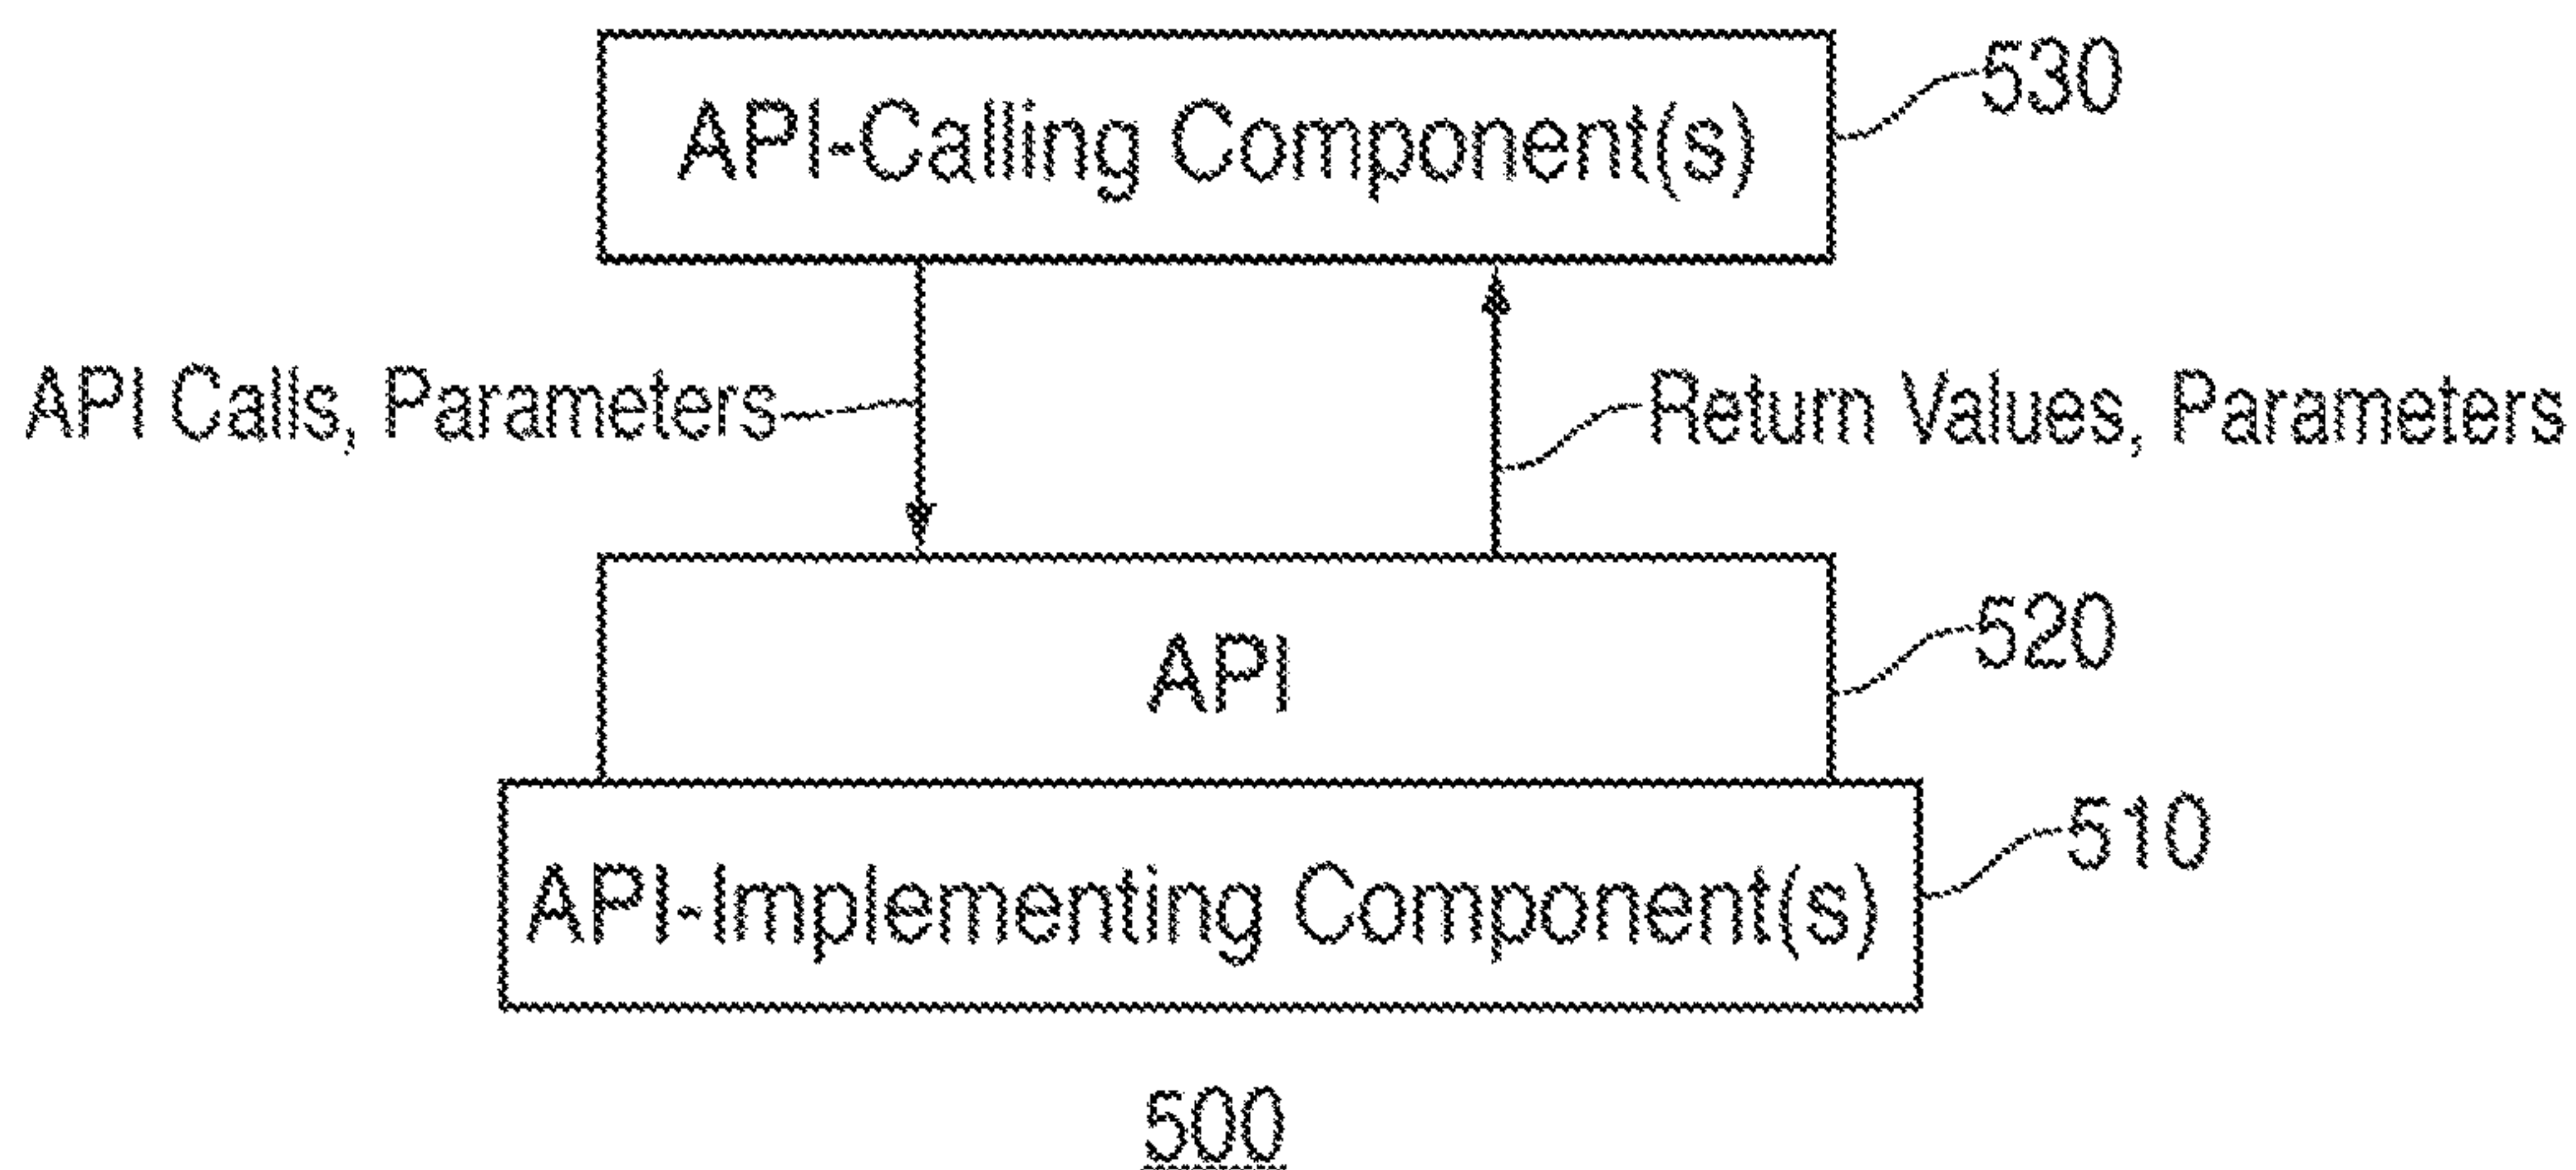 API-Calling Component(s)
530
API Calls, Parameters
Return Values, Parameters
API
520
API-Implementing Component(s)
510
500